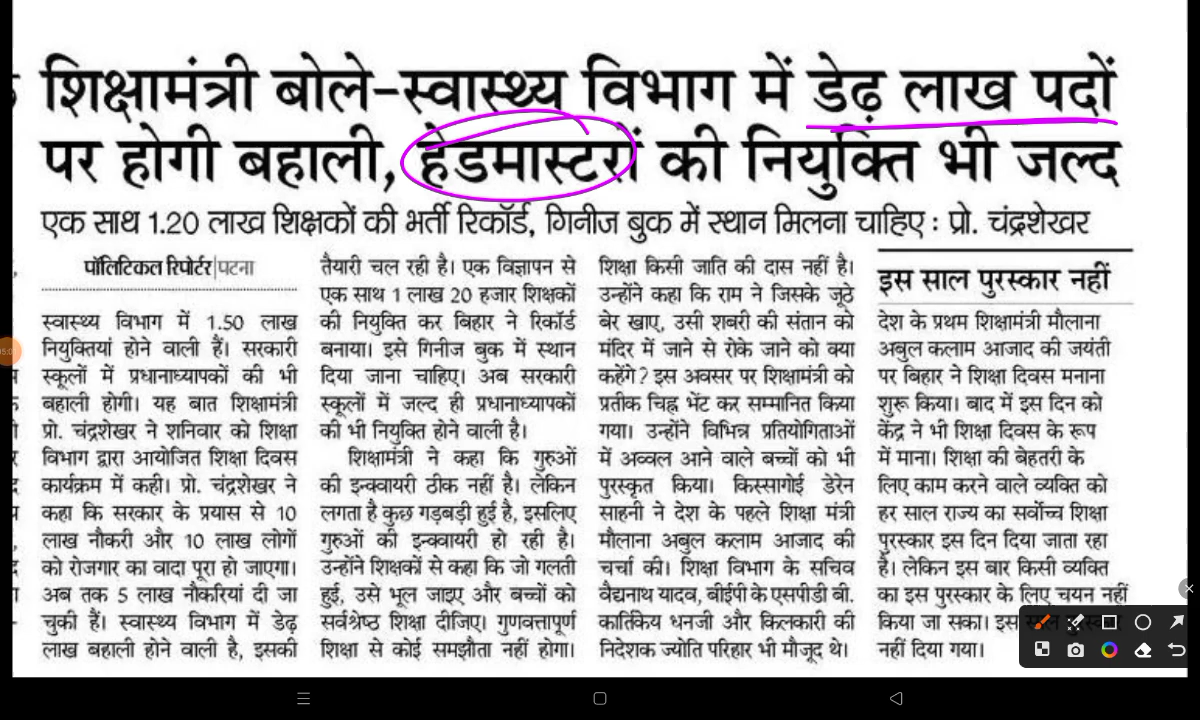 शिक्षामंत्री बोले-स्वास्थ्य विभाग में डेढ़ लाख पदों
पर होगी बहाली, हेडमास्टरों की नियुक्ति भी जल्द
एक साथ 1.20 लाख शिक्षकों की भर्ती रिकॉर्ड, गिनीज बुक में स्थान मिलना चाहिए : प्रो. चंद्रशेखर
पॉलिटिकल रिपोर्टर|पटना
स्वास्थ्य विभाग में 1.50 लाख
नियुक्तियां होने वाली हैं। सरकारी
स्कूलों में प्रधानाध्यापकों की भी
बहाली होगी। यह बात शिक्षामंत्री
प्रो. चंद्रशेखर ने शनिवार को शिक्षा
विभाग द्वारा आयोजित शिक्षा दिवस
कार्यक्रम में कही। प्रो. चंद्रशेखर ने
कहा कि सरकार के प्रयास से 10
लाख नौकरी और 10 लाख लोगों
को रोजगार का वादा पूरा हो जाएगा।
अब तक 5 लाख नौकरियां दी जा
चुकी हैं। स्वास्थ्य विभाग में डेढ़
लाख बहाली होने वाली है, इसकी
तैयारी चल रही है। एक विज्ञापन से
एक साथ 1 लाख 20 हजार शिक्षकों
की नियुक्ति कर बिहार ने रिकॉर्ड
बनाया। इसे गिनीज बुक में स्थान
दिया जाना चाहिए। अब सरकारी
स्कूलों में जल्द ही प्रधानाध्यापकों
की भी नियुक्ति होने वाली है।
शिक्षामंत्री ने कहा कि गुरुओं
की इन्क्वायरी ठीक नहीं है। लेकिन
लगता है कुछ गड़बड़ी हुई है, इसलिए
गुरुओं की इन्क्वायरी हो रही है।
उन्होंने शिक्षकों से कहा कि जो गलती
हुई, उसे भूल जाइए और बच्चों को
सर्वश्रेष्ठ शिक्षा दीजिए। गुणवत्तापूर्ण
शिक्षा से कोई समझौता नहीं होगा।
शिक्षा किसी जाति की दास नहीं है।
उन्होंने कहा कि राम ने जिसके जूठे
बेर खाए, उसी शबरी की संतान को
मंदिर में जाने से रोके जाने को क्या
कहेंगे? इस अवसर पर शिक्षामंत्री को
प्रतीक चिह्न भेंट कर सम्मानित किया
गया। उन्होंने विभिन्न प्रतियोगिताओं
में अव्वल आने वाले बच्चों को भी
पुरस्कृत किया। किस्सागोई डेरेन
साहनी ने देश के पहले शिक्षा मंत्री
मौलाना अबुल कलाम आजाद की
चर्चा की। शिक्षा विभाग के सचिव
वैद्यनाथ यादव, बीईपी के एसपीडी बी.
कार्तिकेय धनजी और किलकारी की
निदेशक ज्योति परिहार भी मौजूद थे।
इस साल पुरस्कार नहीं
देश के प्रथम शिक्षामंत्री मौलाना
अबुल कलाम आजाद की जयंती
पर बिहार ने शिक्षा दिवस मनाना
शुरू किया। बाद में इस दिन को
केंद्र ने भी शिक्षा दिवस के रूप
में माना। शिक्षा की बेहतरी के
लिए काम करने वाले व्यक्ति को
हर साल राज्य का सर्वोच्च शिक्षा
पुरस्कार इस दिन दिया जाता रहा
है। लेकिन इस बार किसी व्यक्ति
का इस पुरस्कार के लिए चयन नहीं
किया जा सका। इस
नहीं दिया गया।